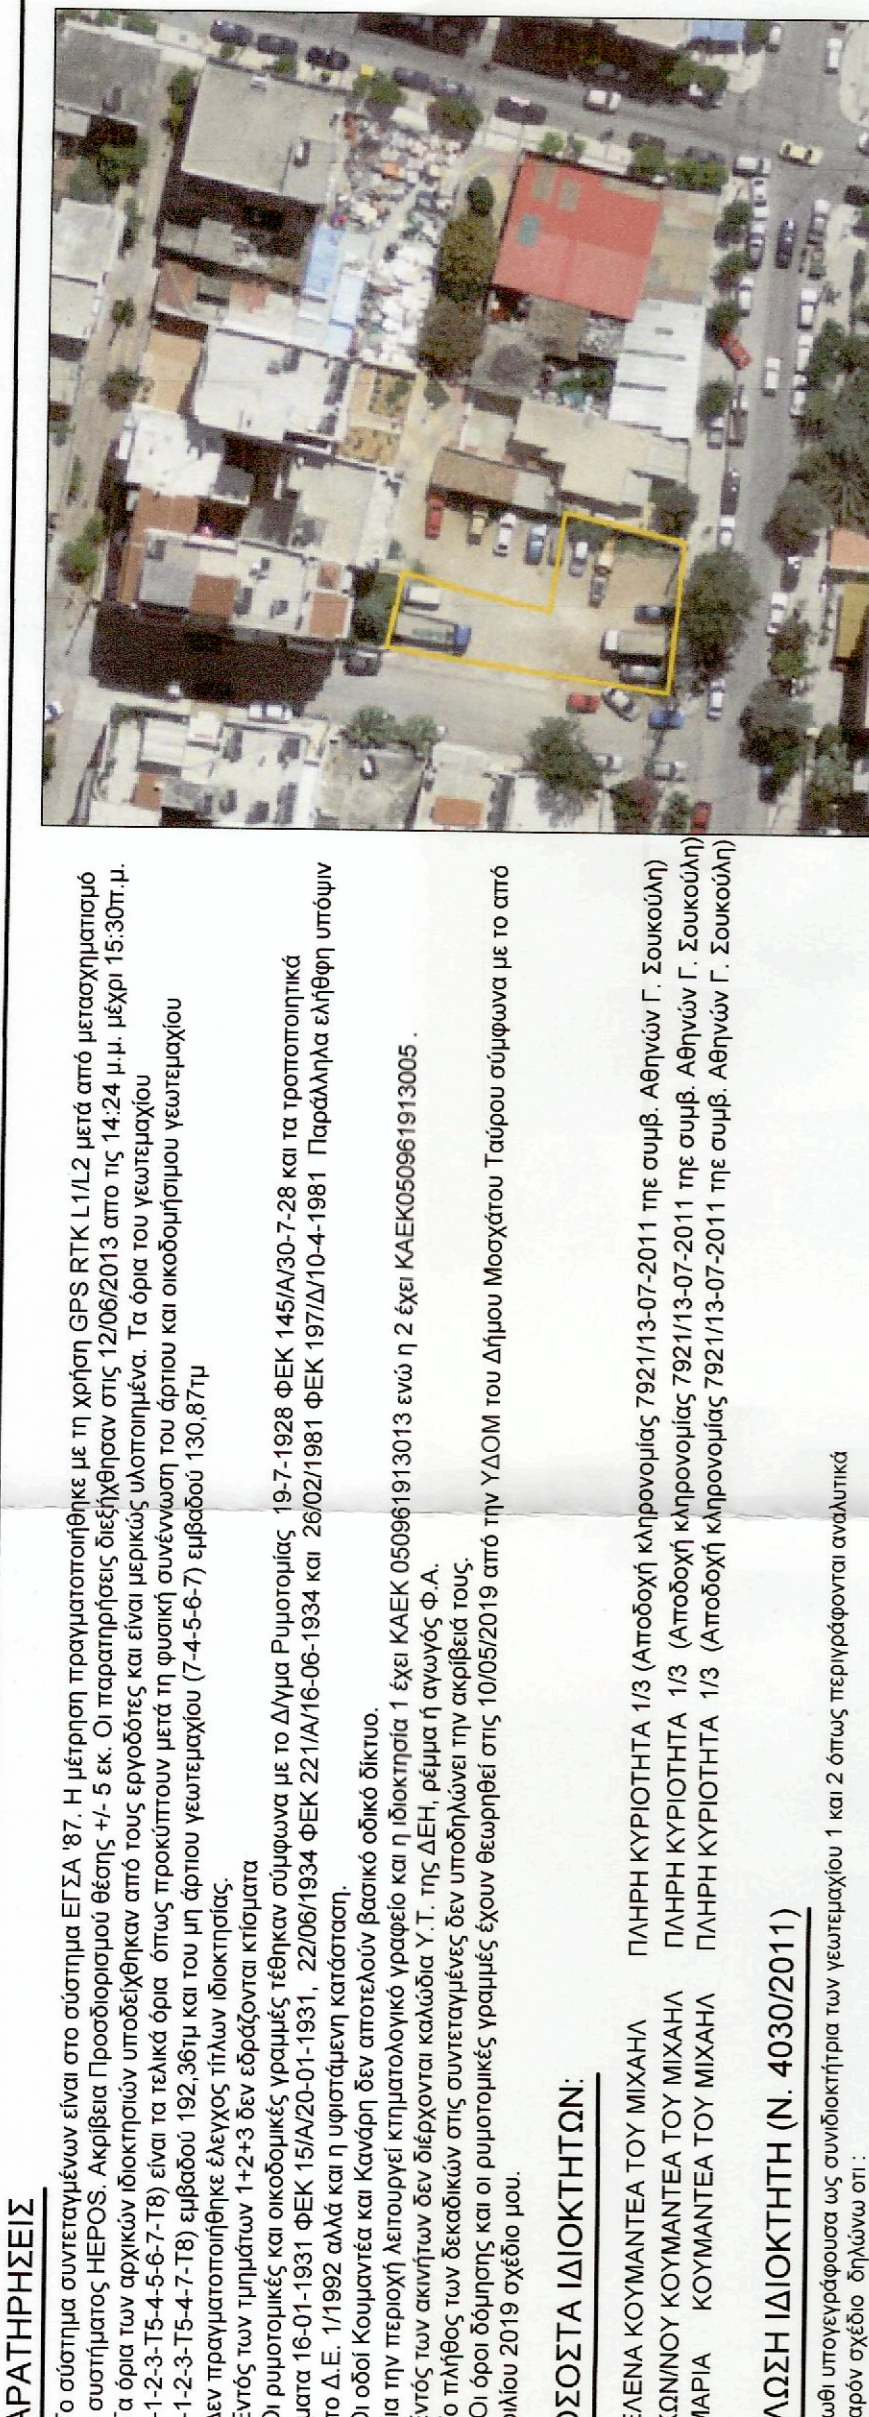 ΑΡΑΤΗΡΗΣΕΙΣ
ο σύστημα συντεταγμένων είναι στο σύστημα ΕΓΣΑ '87. Η μέτρηση πραγματοποιήθηκε με τη χρήση GPS RTK L1/L2 μετά από μετασχηματισμό
συστήματος HEPOS. Ακρίβεια Προσδιορισμού θέσης +/- 5 εκ. Οι παρατηρήσεις διεξήχθησαν στις 12/06/2013 απο τις 14:24 μ.μ. μέχρι 15:30π.μ.
α όρια των αρχικών ιδιοκτησιών υποδείχθηκαν από τους εργοδότες και είναι μερικώς υλοποιημένα. Τα όρια του γεωτεμαχίου
-1-2-3-Τ5-4-5-6-7-Τ8) είναι τα τελικά όρια όπως προκύπτουν μετά τη φυσική συνέννωση του άρτιου και οικοδομήσιμου γεωτεμαχίου
-1-2-3-Τ5-4-7-Τ8) εμβαδού 192,36τμ και του μη άρτιου γεωτεμαχίου (7-4-5-6-7) εμβαδού 130,87τμ
εν πραγματοποιήθηκε έλεγχος τίτλων ιδιοκτησίας.
ντός των τμημάτων 1+2+3 δεν εδράζονται κτίσματα
ι ρυμοτομικές και οικοδομικές γραμμές τέθηκαν σύμφωνα με το Δ/γμα Ρυμοτομίας 19-7-1928 ΦΕΚ 145/Α/30-7-28 και τα τροποποιητικά
ματα 16-01-1931 ΦΕΚ 15/Α/20-01-1931, 22/06/1934 ΦΕΚ 221/Α/16-06-1934 και 26/02/1981 ΦΕΚ 197/Δ/10-4-1981 Παράλληλα ελήφθη υπόψιν
το Δ.Ε. 1/1992 αλλά και η υφιστάμενη κατάσταση.
ι οδοί Κουμαντέα και Κανάρη δεν αποτελούν βασικό οδικό δίκτυο.
ια την περιοχή λειτουργεί κτηματολογικό γραφείο και η ιδιοκτησία 1 έχει ΚΑΕΚ 050961913013 ενώ η 2 έχει ΚΑΕΚ050961913005 .
ντός των ακινήτων δεν διέρχονται καλώδια Υ.Τ. της ΔΕΗ, ρέμμα ή αγωγός Φ.Α.
ο πλήθος των δεκαδικών στις συντεταγμένες δεν υποδηλώνει την ακρίβειά τους.
Οι όροι δόμησης και οι ρυμοτομικές γραμμές έχουν θεωρηθεί στις 10/05/2019 από την ΥΔΟΜ του Δήμου Μοσχάτου Ταύρου σύμφωνα με το από
ριλίου 2019 σχέδιο μου.
ΟΣΟΣΤΑ ΙΔΙΟΚΤΗΤΩΝ:
ΕΛΕΝΑ ΚΟΥΜΑΝΤΕΑ ΤΟΥ ΜΙΧΑΗΛ ΠΛΗΡΗ ΚΥΡΙΟΤΗΤΑ 1/3 (Αποδοχή κληρονομίας 7921/13-07-2011 τηε συμβ. Αθηνών Γ. Σουκούλη)
ΚΩΝ/ΝΟΥ ΚΟΥΜΑΝΤΕΑ ΤΟΥ ΜΙΧΑΗΛ ΠΛΗΡΗ ΚΥΡΙΟΤΗΤΑ 1/3 (Αποδοχή κληρονομίας 7921/13-07-2011 τηε συμβ. Αθηνών Γ. Σουκούλη)
ΜΑΡΙΑ ΚΟΥΜΑΝΤΕΑ ΤΟΥ ΜΙΧΑΗΛ ΠΛΗΡΗ ΚΥΡΙΟΤΗΤΑ 1/3 (Αποδοχή κληρονομίας 7921/13-07-2011 τηε συμβ. Αθηνών Γ. Σουκούλη)
ΛΩΣΗ ΙΔΙΟΚΤΗΤΗ (Ν. 4030/2011)
ωθι υπογεγράφουσα ως συνιδιοκτήτρια των γεωτεμαχίου 1 και 2 όπως περιγράφονται αναλυτικά
αρόν σχέδιο δηλώνω οτι :